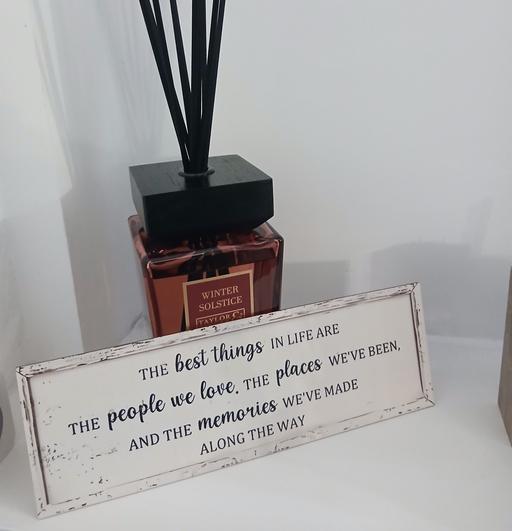 WINTER
SOLSTICE
TAYLOR
THE best things IN LIFE ARE
THE people we love, THE places WE'VE BEEN,
AND THE memories WE'VE MADE
ALONG THE WAY